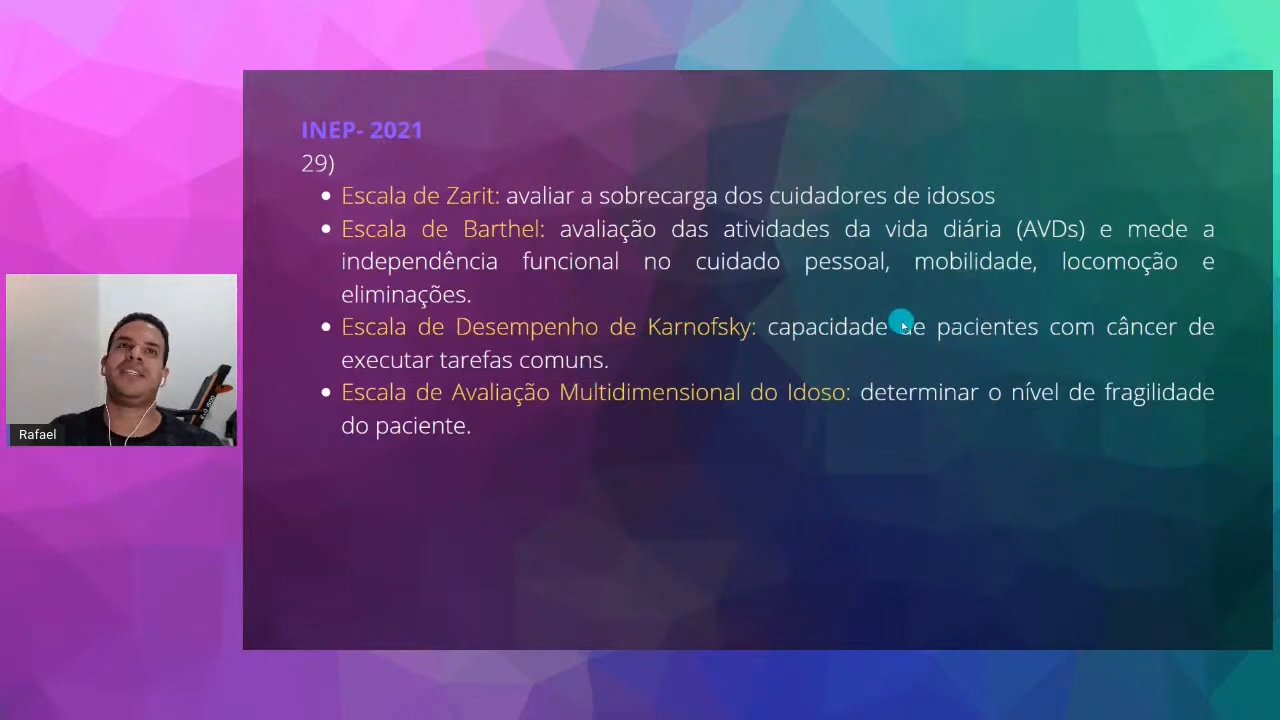 INEP- 2021
29)
Escala de Zarit: avaliar a sobrecarga dos cuidadores de idosos
Escala de Barthel: avaliação das atividades da vida diária (AVDs) e mede a
independência funcional no cuidado pessoal, mobilidade, locomoção e
eliminações.
Escala de Desempenho de Karnofsky: capacidade de pacientes com câncer de
executar tarefas comuns.
Escala de Avaliação Multidimensional do Idoso: determinar o nível de fragilidade
do paciente.
Rafael